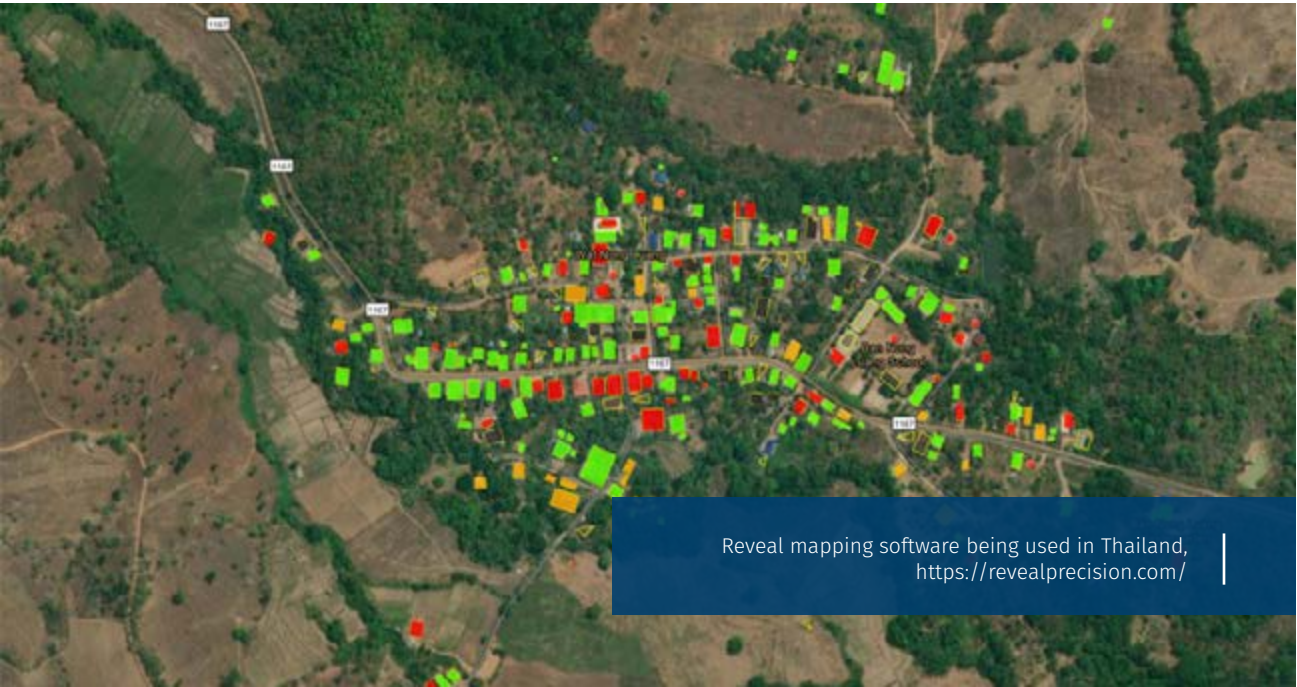 1167
1167
1167
1167
1167
Reveal mapping software being used in Thailand,
https://revealprecision.com/